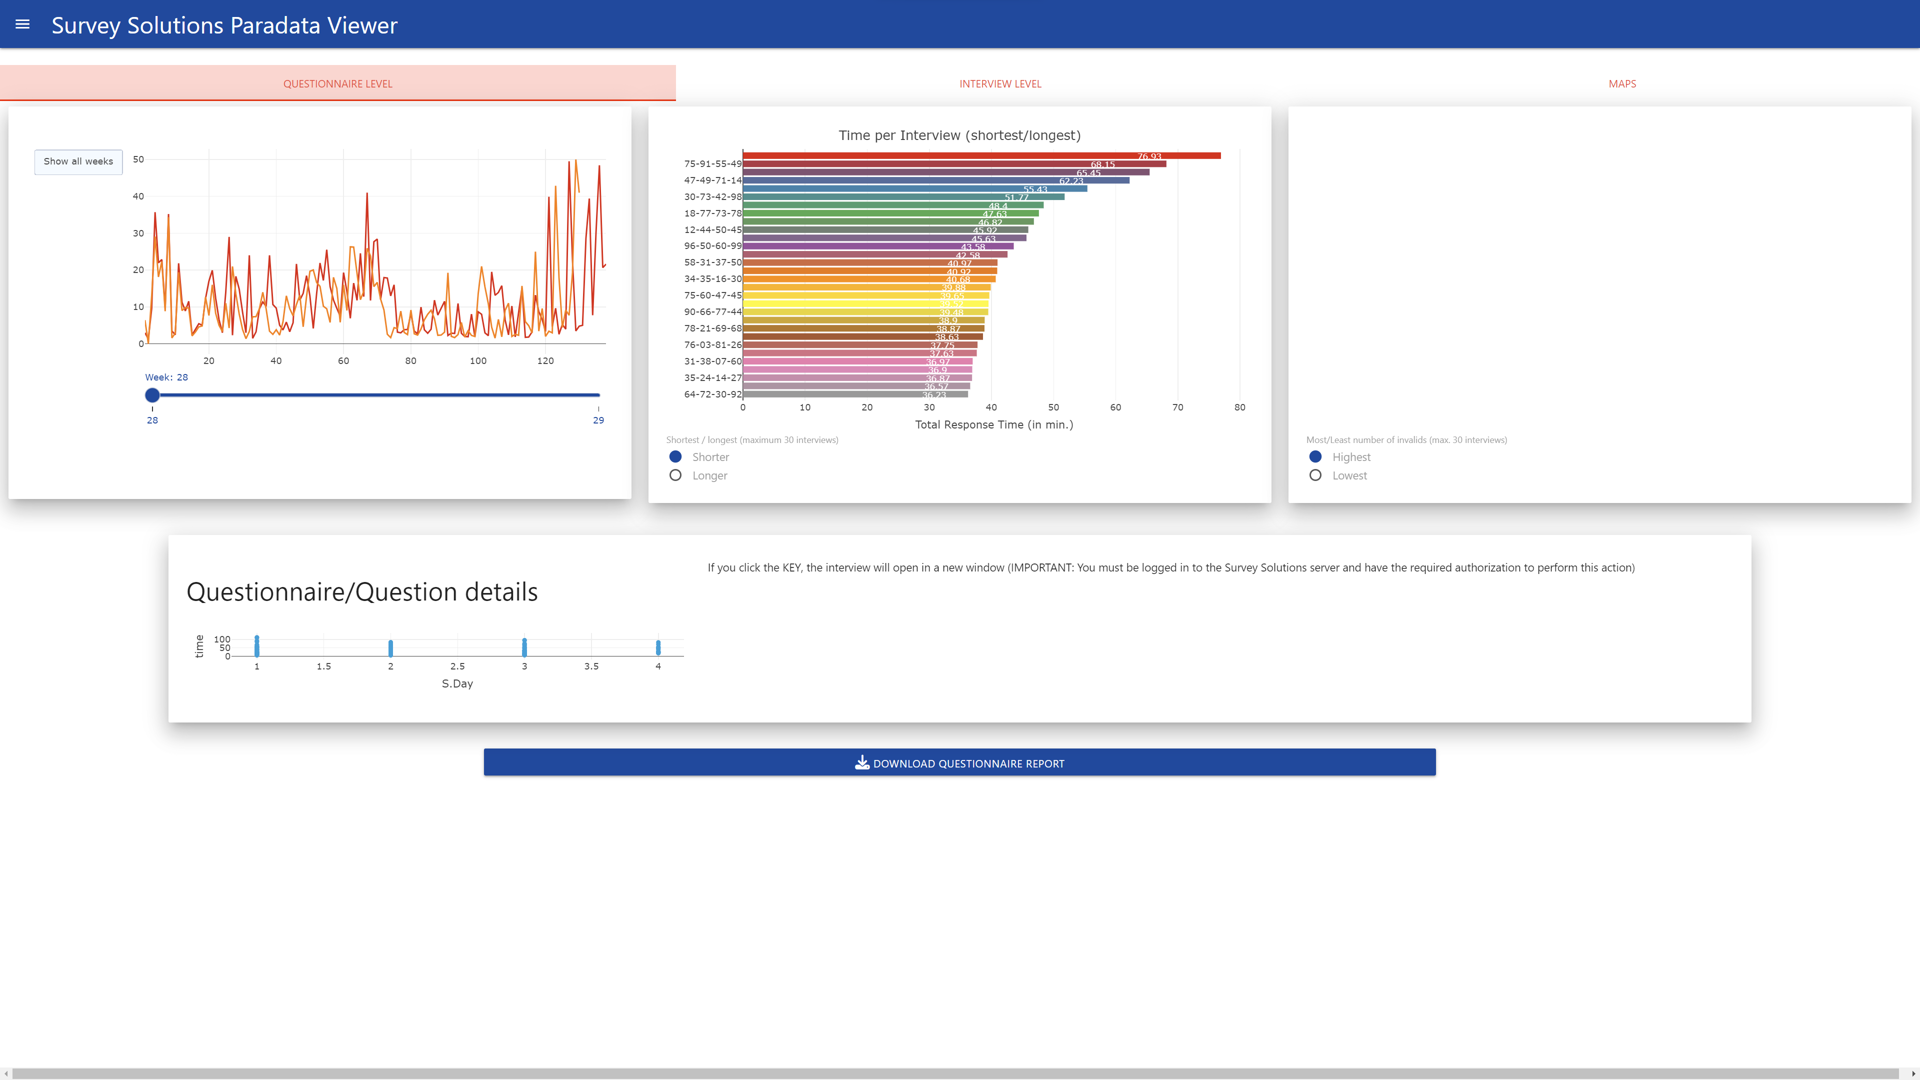 Survey Solutions Paradata Viewer
QUESTIONNAIRE LEVEL
INTERVIEW LEVEL
MAPS
Show all weeks
50
40
30
20
10
0
20 40 60 80 100 120
Week: 28
28 29
Time per Interview (shortest/longest)
76.93
75-91-55-49 68.15
65.45
47-49-71-14 62.23
55.43
30-73-42-98 51.77
48.4
18-77-73-78 47.63
46.82
12-44-50-45 45.92
45.63
96-50-60-99 43.58
42.58
58-31-37-50 40.97
40.92
34-35-16-30 40.68
39.88
75-60-47-45 39.65
90-66-77-44 39.48
38.9
78-21-69-68 38.87
38.63
76-03-81-26 37.75
37.63
31-38-07-60 36.97
36.9
35-24-14-27 36.87
36.57
64-72-30-92 36.23
0 10 20 30 40 50 60 70 80
Total Response Time (in min.)
Shortest / longest (maximum 30 interviews)
Shorter
Longer
Most/Least number of invalids (max. 30 interviews)
Highest
Lowest
Questionnaire/Question details
If you click the KEY, the interview will open in a new window (IMPORTANT: You must be logged in to the Survey Solutions server and have the required authorization to perform this action)
time
100
50
0
1 1.5 2 2.5 3 3.5 4
S.Day
DOWNLOAD QUESTIONNAIRE REPORT